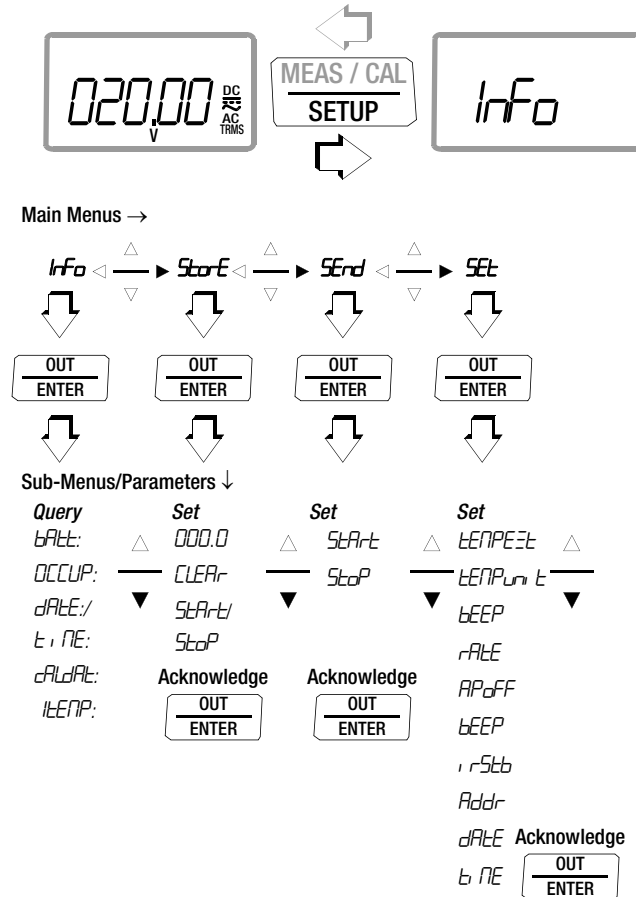 020.00 V DC AC TRMS
MEAS / CAL
SETUP
InFo
Main Menus →
InFo StorE SEnd SEt
OUT OUT OUT OUT
ENTER ENTER ENTER ENTER
Sub-Menus/Parameters ↓
Query
bAtt:
OCCUP:
dAtE:/
tiME:
cALdAt:
ItEMP:
Set
000.0
CLEAr
StArt/
StoP
Acknowledge
OUT
ENTER
Set
StArt
StoP
Acknowledge
OUT
ENTER
Set
tEMPunit
bEEP
rAtE
APoFF
bEEP
irStb
Addr
dAtE
tiME
Acknowledge
OUT
ENTER